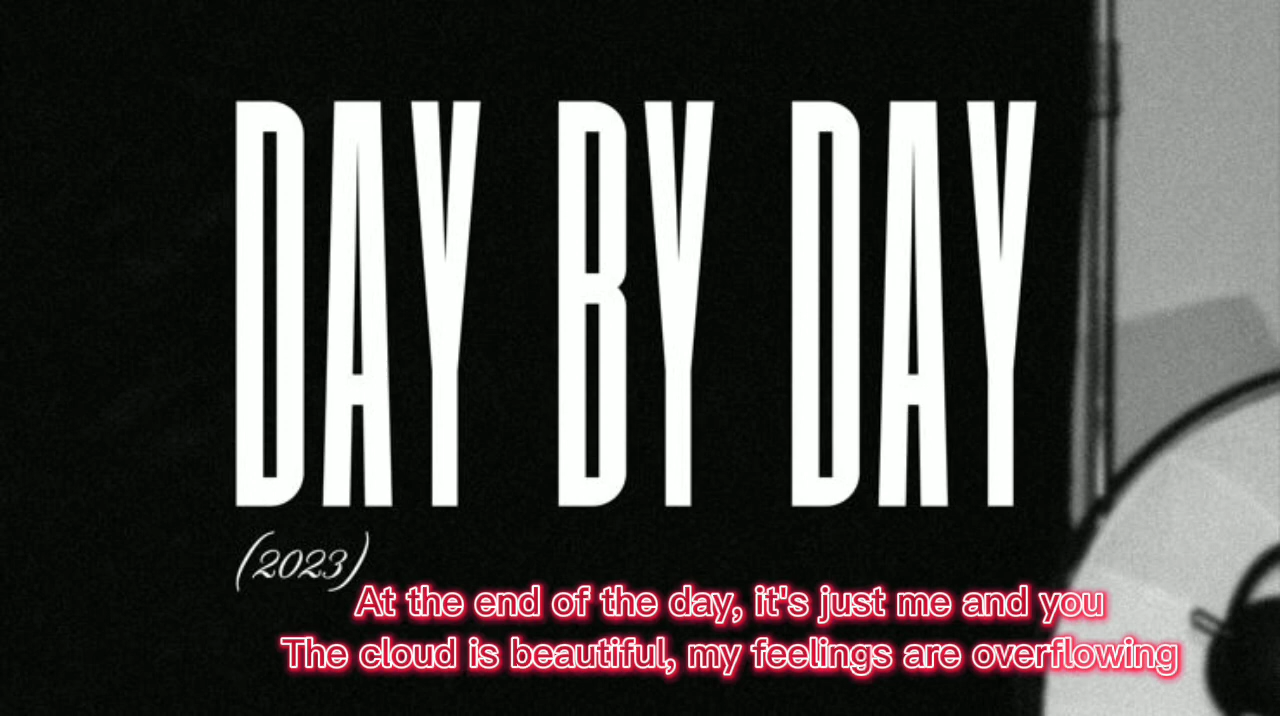 DAY BY DAY
(2023)
At the end of the day, it's just me and you
The cloud is beautiful, my feelings are overflowing